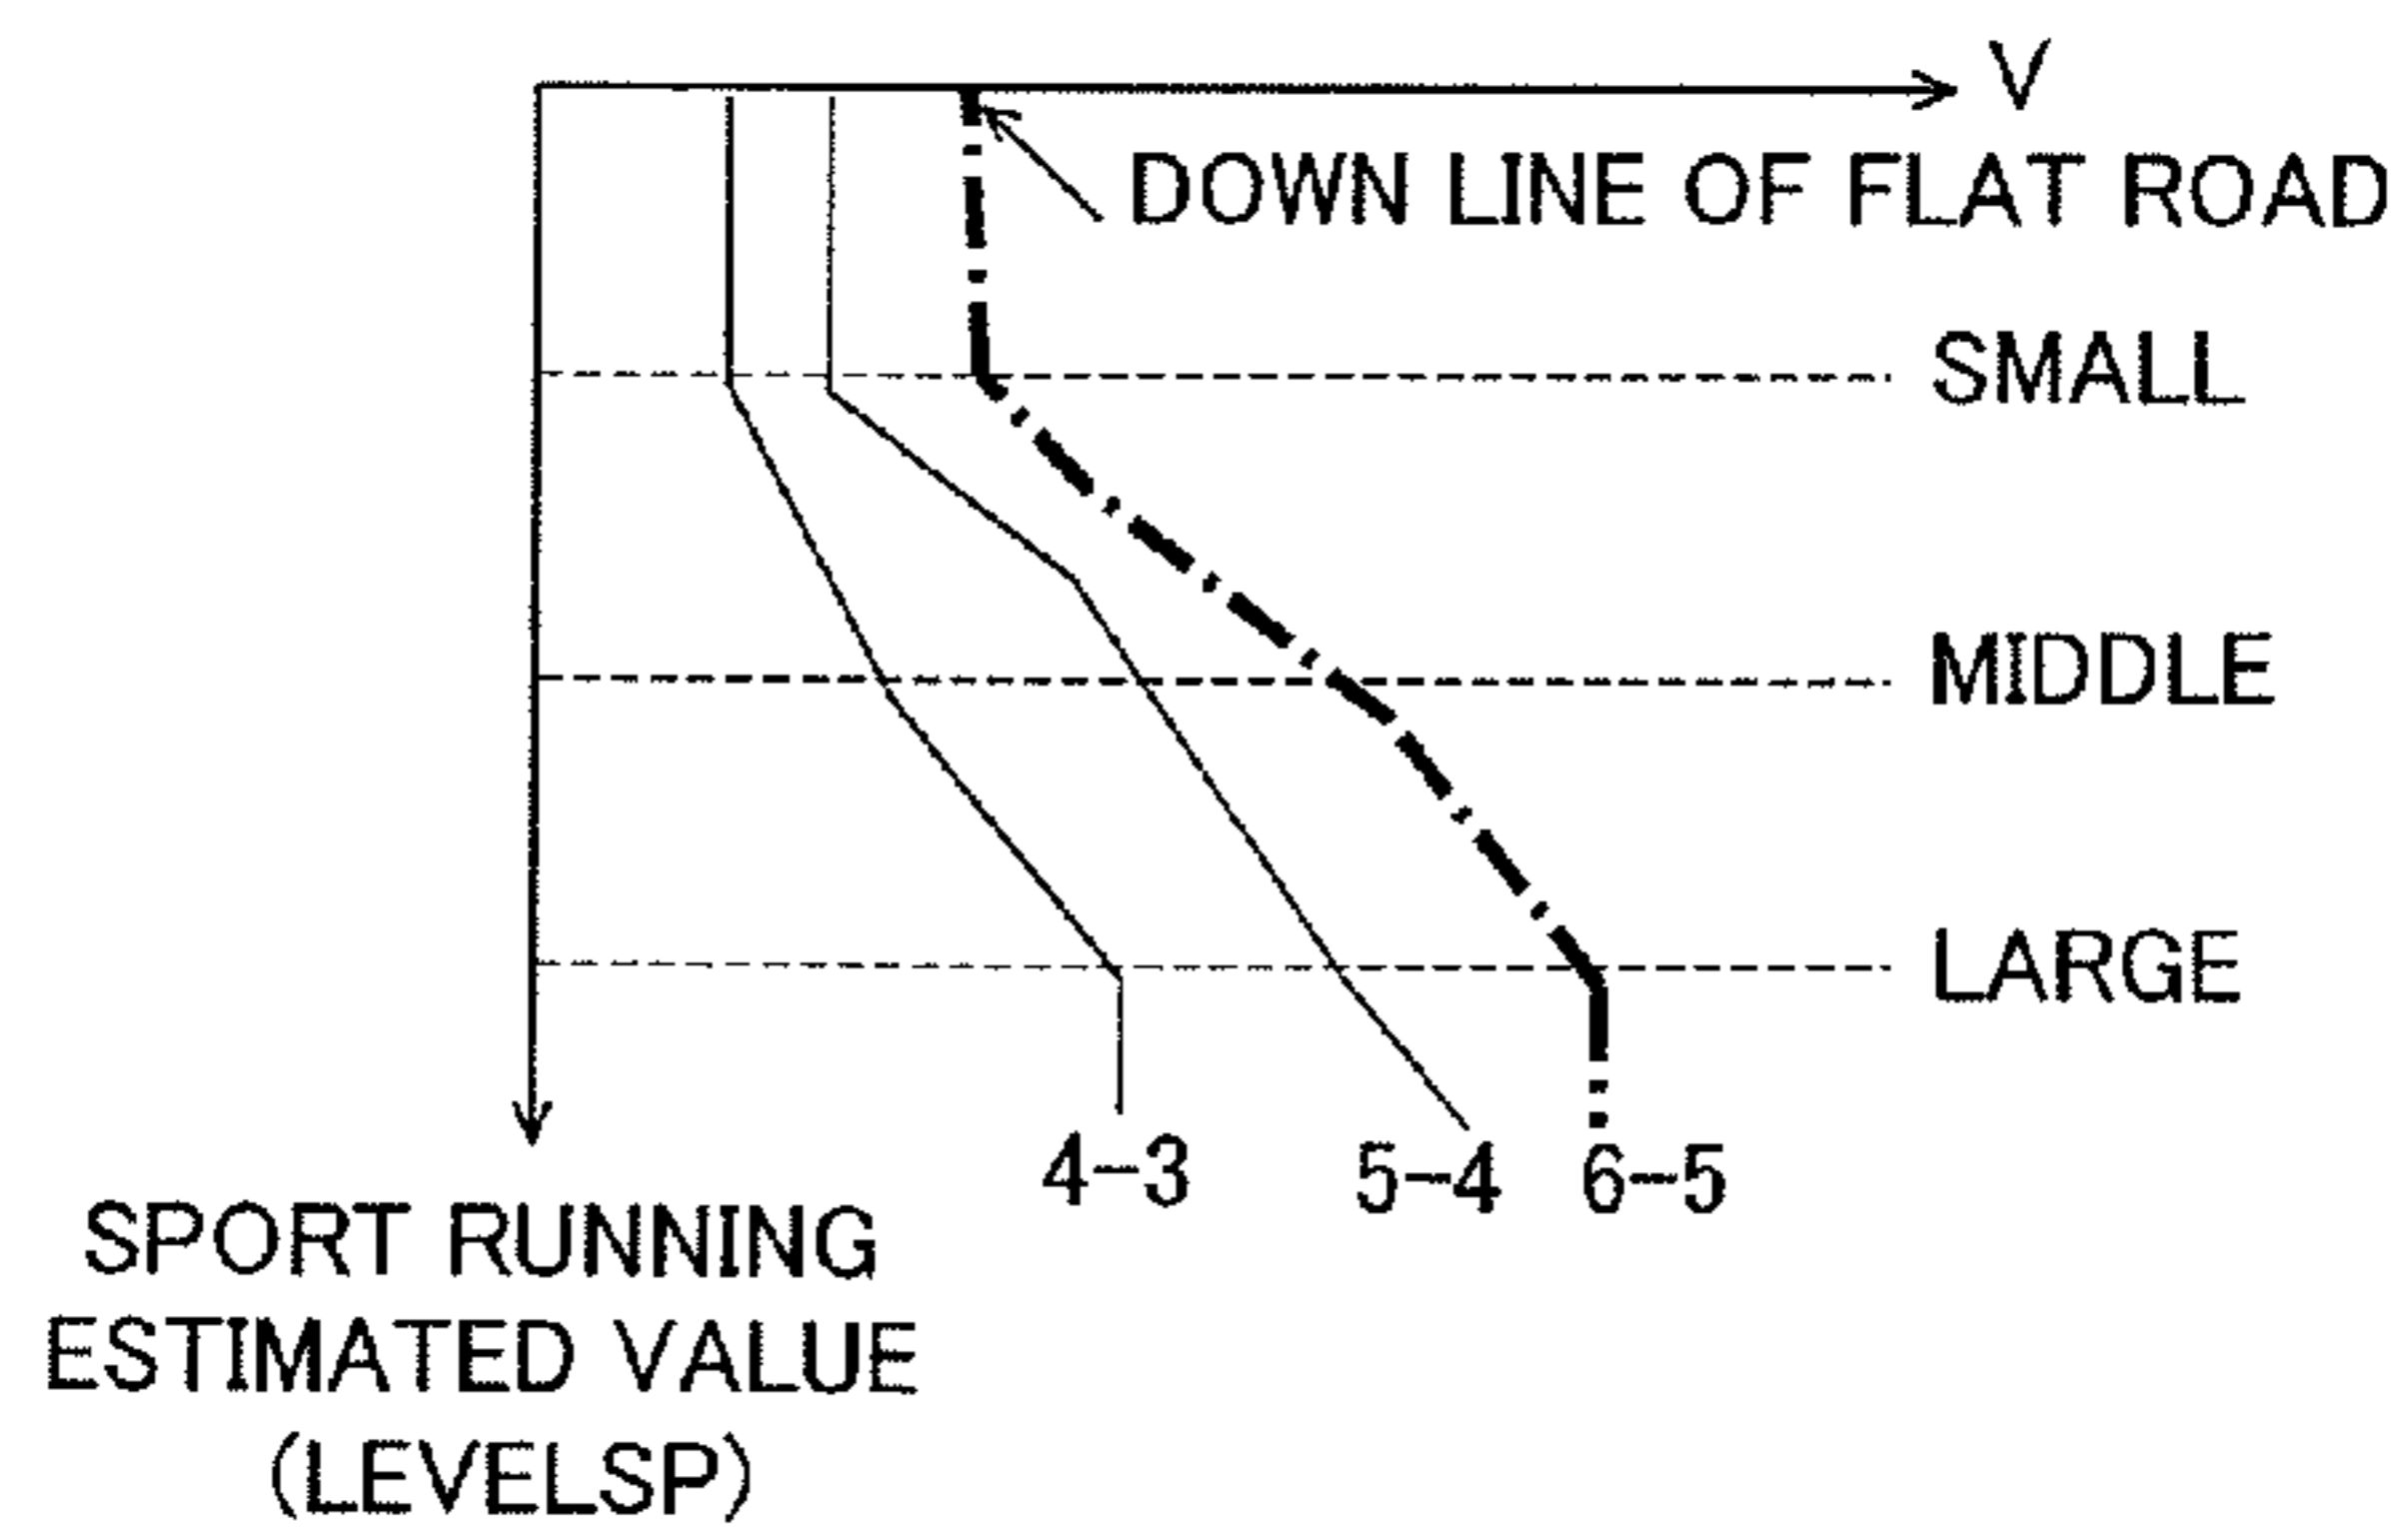 V
DOWN LINE OF FLAT ROAD
SMALL
MIDDLE
LARGE
4-3
5-4
6-5
SPORT RUNNING
ESTIMATED VALUE
(LEVELSP)